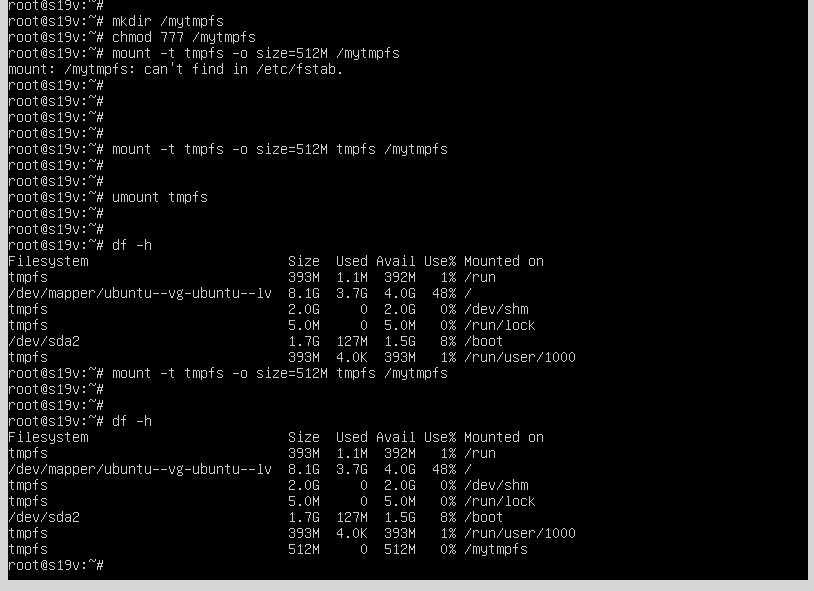 root@s19v:~#
root@s19v:~# mkdir /mytmpfs
root@s19v:~# chmod 777 /mytmpfs
root@s19v:~# mount -t tmpfs -o size=512M /mytmpfs
mount: /mytmpfs: can't find in /etc/fstab.
root@s19v:~#
root@s19v:~#
root@s19v:~#
root@s19v:~#
root@s19v:~# mount -t tmpfs -o size=512M tmpfs /mytmpfs
root@s19v:~#
root@s19v:~#
root@s19v:~# umount tmpfs
root@s19v:~#
root@s19v:~#
root@s19v:~# df -h
Filesystem                         Size  Used Avail Use% Mounted on
tmpfs                              393M  1.1M  392M   1% /run
/dev/mapper/ubuntu--vg-ubuntu--lv  8.1G  3.7G  4.0G  48% /
tmpfs                              2.0G     0  2.0G   0% /dev/shm
tmpfs                              5.0M     0  5.0M   0% /run/lock
/dev/sda2                          1.7G  127M  1.5G   8% /boot
tmpfs                              393M  4.0K  393M   1% /run/user/1000
root@s19v:~# mount -t tmpfs -o size=512M tmpfs /mytmpfs
root@s19v:~#
root@s19v:~#
root@s19v:~# df -h
Filesystem                         Size  Used Avail Use% Mounted on
tmpfs                              393M  1.1M  392M   1% /run
/dev/mapper/ubuntu--vg-ubuntu--lv  8.1G  3.7G  4.0G  48% /
tmpfs                              2.0G     0  2.0G   0% /dev/shm
tmpfs                              5.0M     0  5.0M   0% /run/lock
/dev/sda2                          1.7G  127M  1.5G   8% /boot
tmpfs                              393M  4.0K  393M   1% /run/user/1000
tmpfs                              512M     0  512M   0% /mytmpfs
root@s19v:~#